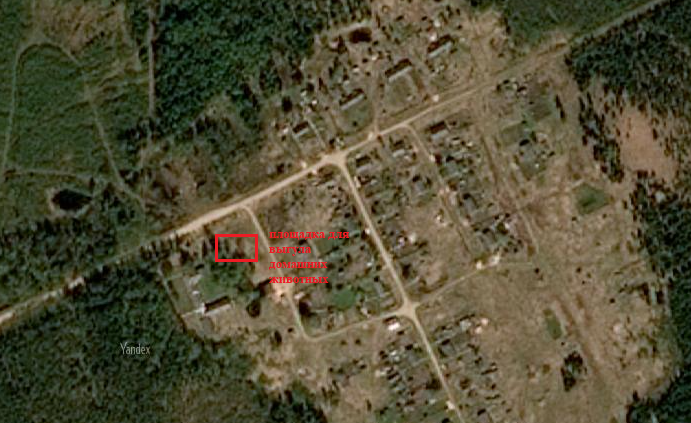 площадка для
выгула
домашних
животных
Yandex